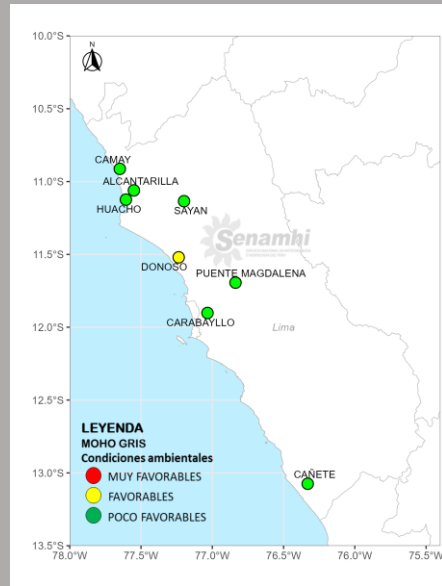 10.0°S
N
10.5°S
CAMAY
11.0°S
ALCANTARILLA
HUACHO
SAYAN
Senamhi
11.5°S
DONOSO
PUENTE MAGDALENA
12.0°S
CARABAYLLO
Lima
12.5°S
LEYENDA
MOHO GRIS
Condiciones ambientales
MUY FAVORABLES
FAVORABLES
POCO FAVORABLES
13.0°S
CAÑETE
13.5°S
78.0°W 77.5°W 77.0°W 76.5°W 76.0°W 75.5°W